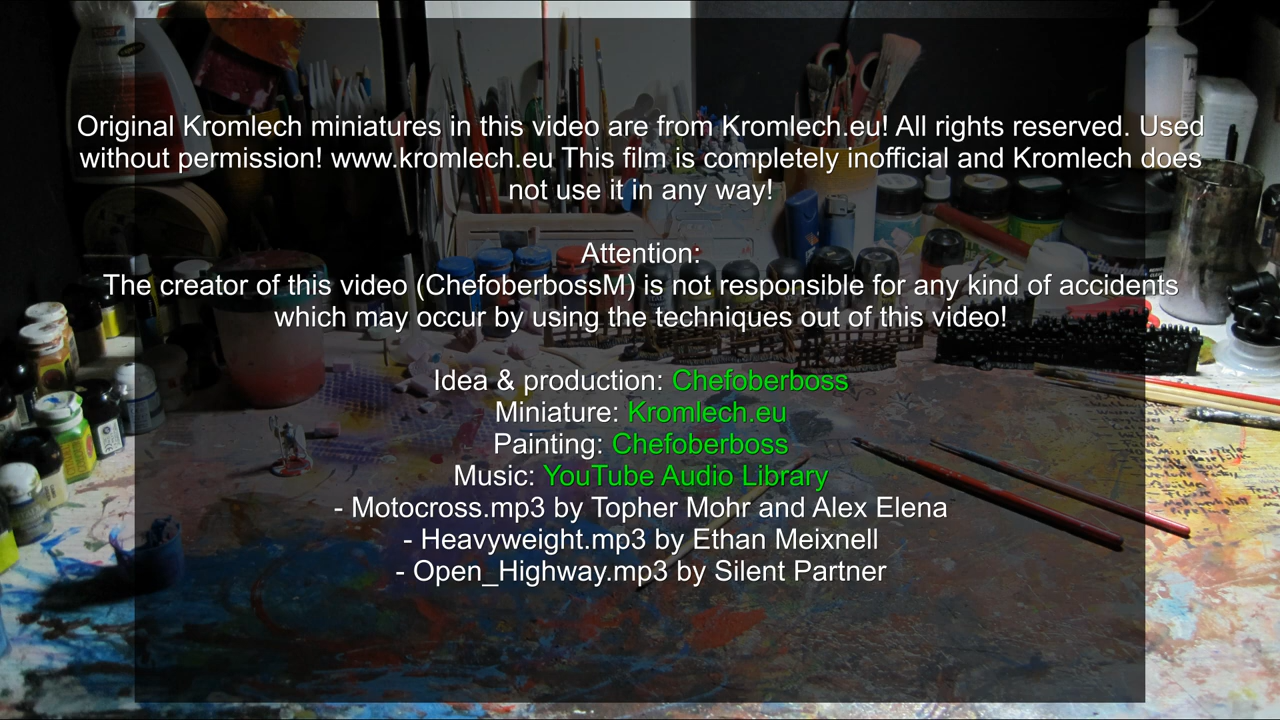 Original Kromlech miniatures in this video are from Kromlech.eu! All rights reserved. Used
without permission! www.kromlech.eu This film is completely inofficial and Kromlech does
not use it in any way!
Attention:
The creator of this video (ChefoberbossM) is not responsible for any kind of accidents
which may occur by using the techniques out of this video!
Idea & production: Chefoberboss
Miniature: Kromlech.eu
Painting: Chefoberboss
Music: YouTube Audio Library
- Motocross.mp3 by Topher Mohr and Alex Elena
- Heavyweight.mp3 by Ethan Meixnell
- Open_Highway.mp3 by Silent Partner